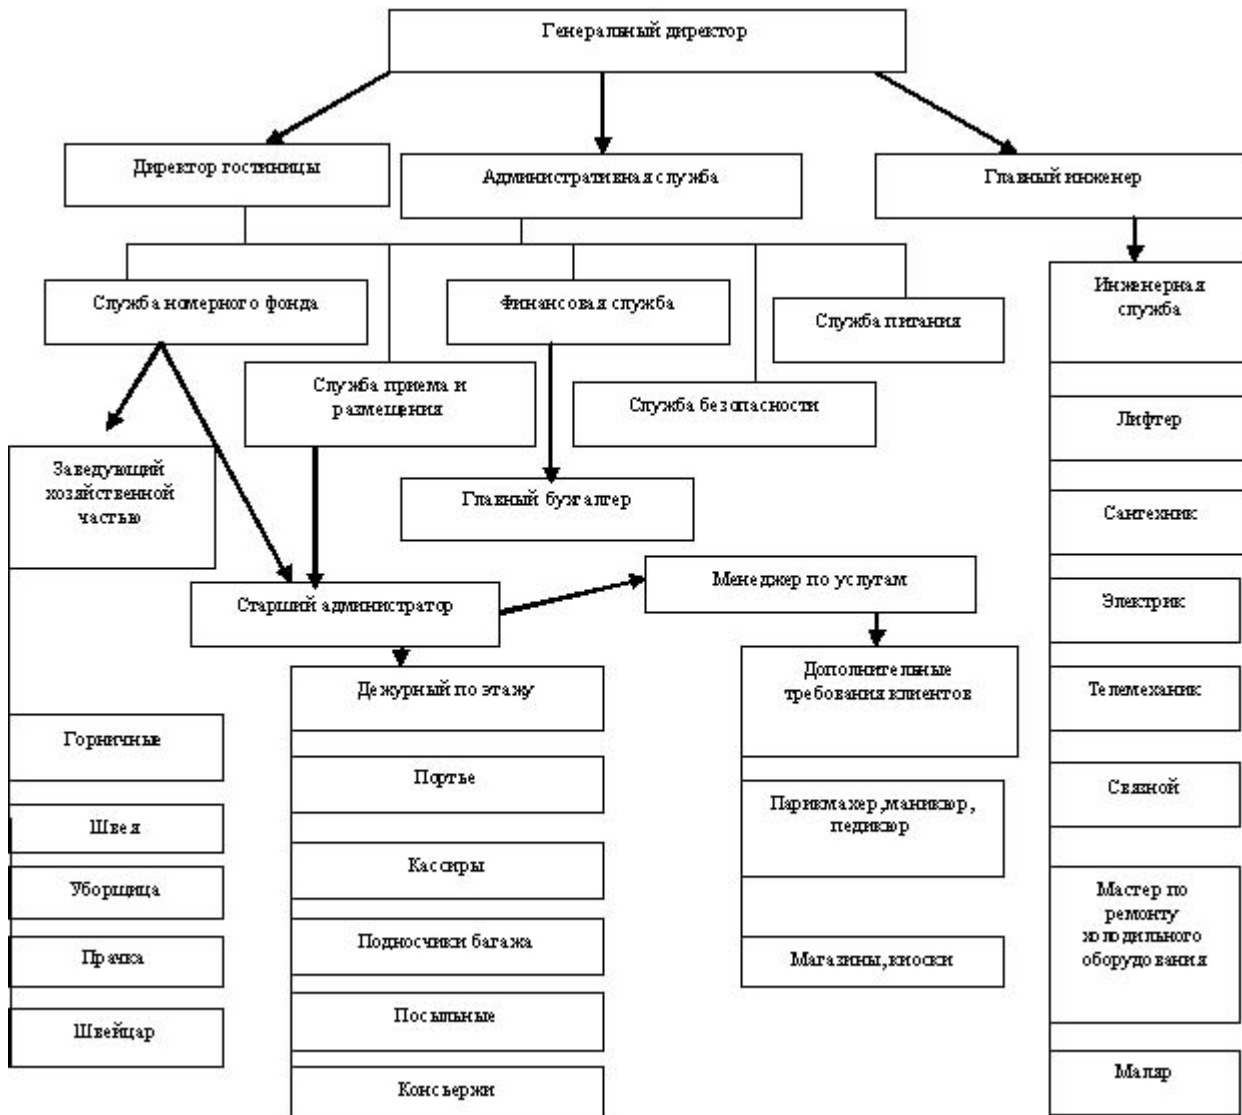 Генеральный директор
Директор гостиницы
Административная служба
Главный инженер
Служба номерного фонда
Финансовая служба
Служба питания
Инженерная
служба
Служба приема и
размещения
Служба безопасности
Лифтер
Заведующий
хозяйственной
частью
Главный бухгалтер
Сантехник
Старший администратор
Менеджер по услугам
Электрик
Дежурный по этажу
Дополнительные
требования клиентов
Телемеханик
Горничные
Портье
Парикмахер,маникюр,
педикюр
Связной
Швея
Кассиры
Уборщица
Мастер по
ремонту
холодильного
оборудования
Подносчики багажа
Магазины,киоски
Прачка
Посыльные
Швейцар
Консьержи
Маляр